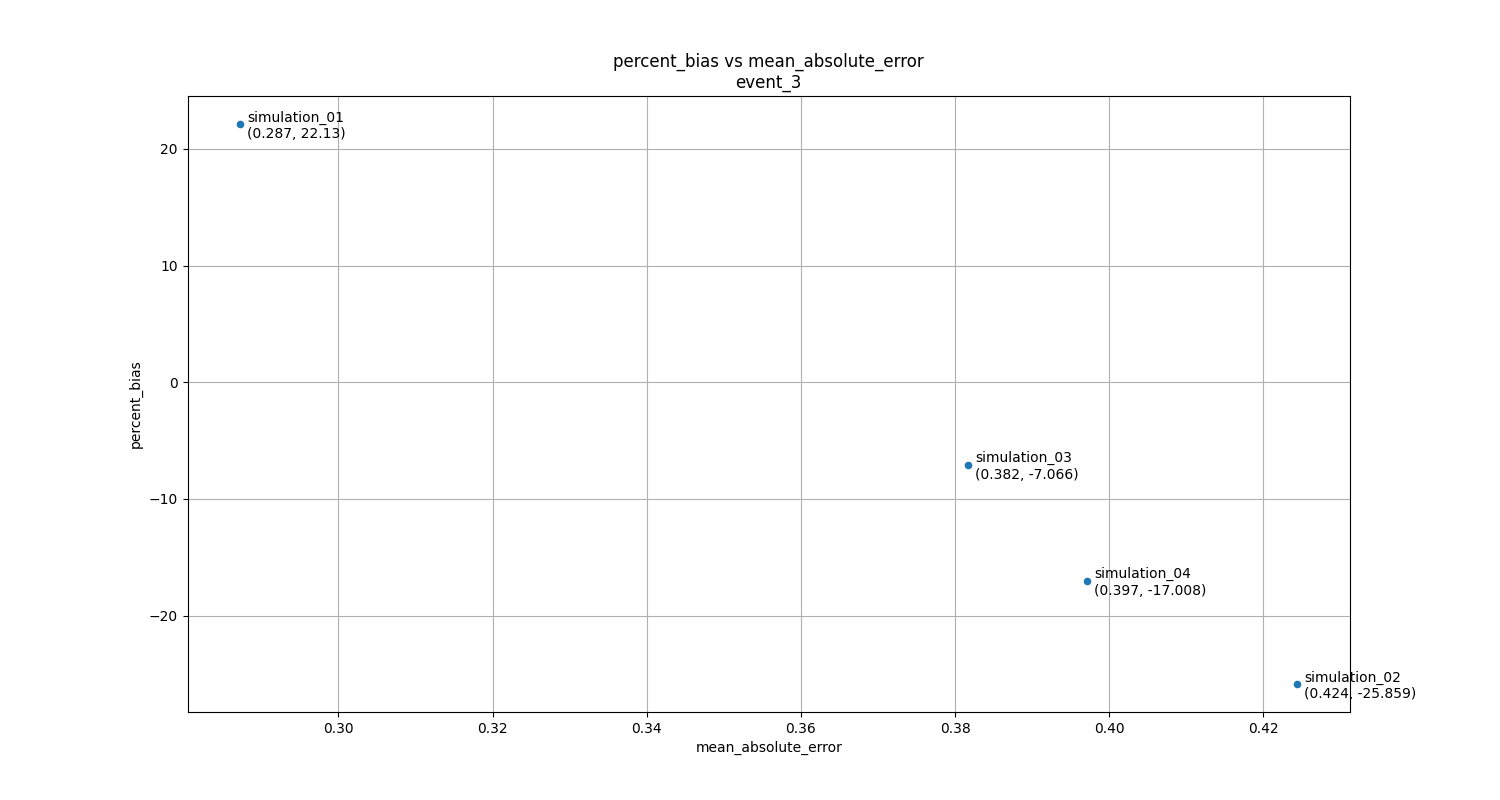 percent_bias vs mean_absolute_error
event_3
simulation_01
(0.287, 22.13)
20
10
0
−10
−20
percent_bias
simulation_03
(0.382, -7.066)
simulation_04
(0.397, -17.008)
simulation_02
(0.424, -25.859)
0.30
0.32
0.34
0.36
0.38
0.40
0.42
mean_absolute_error